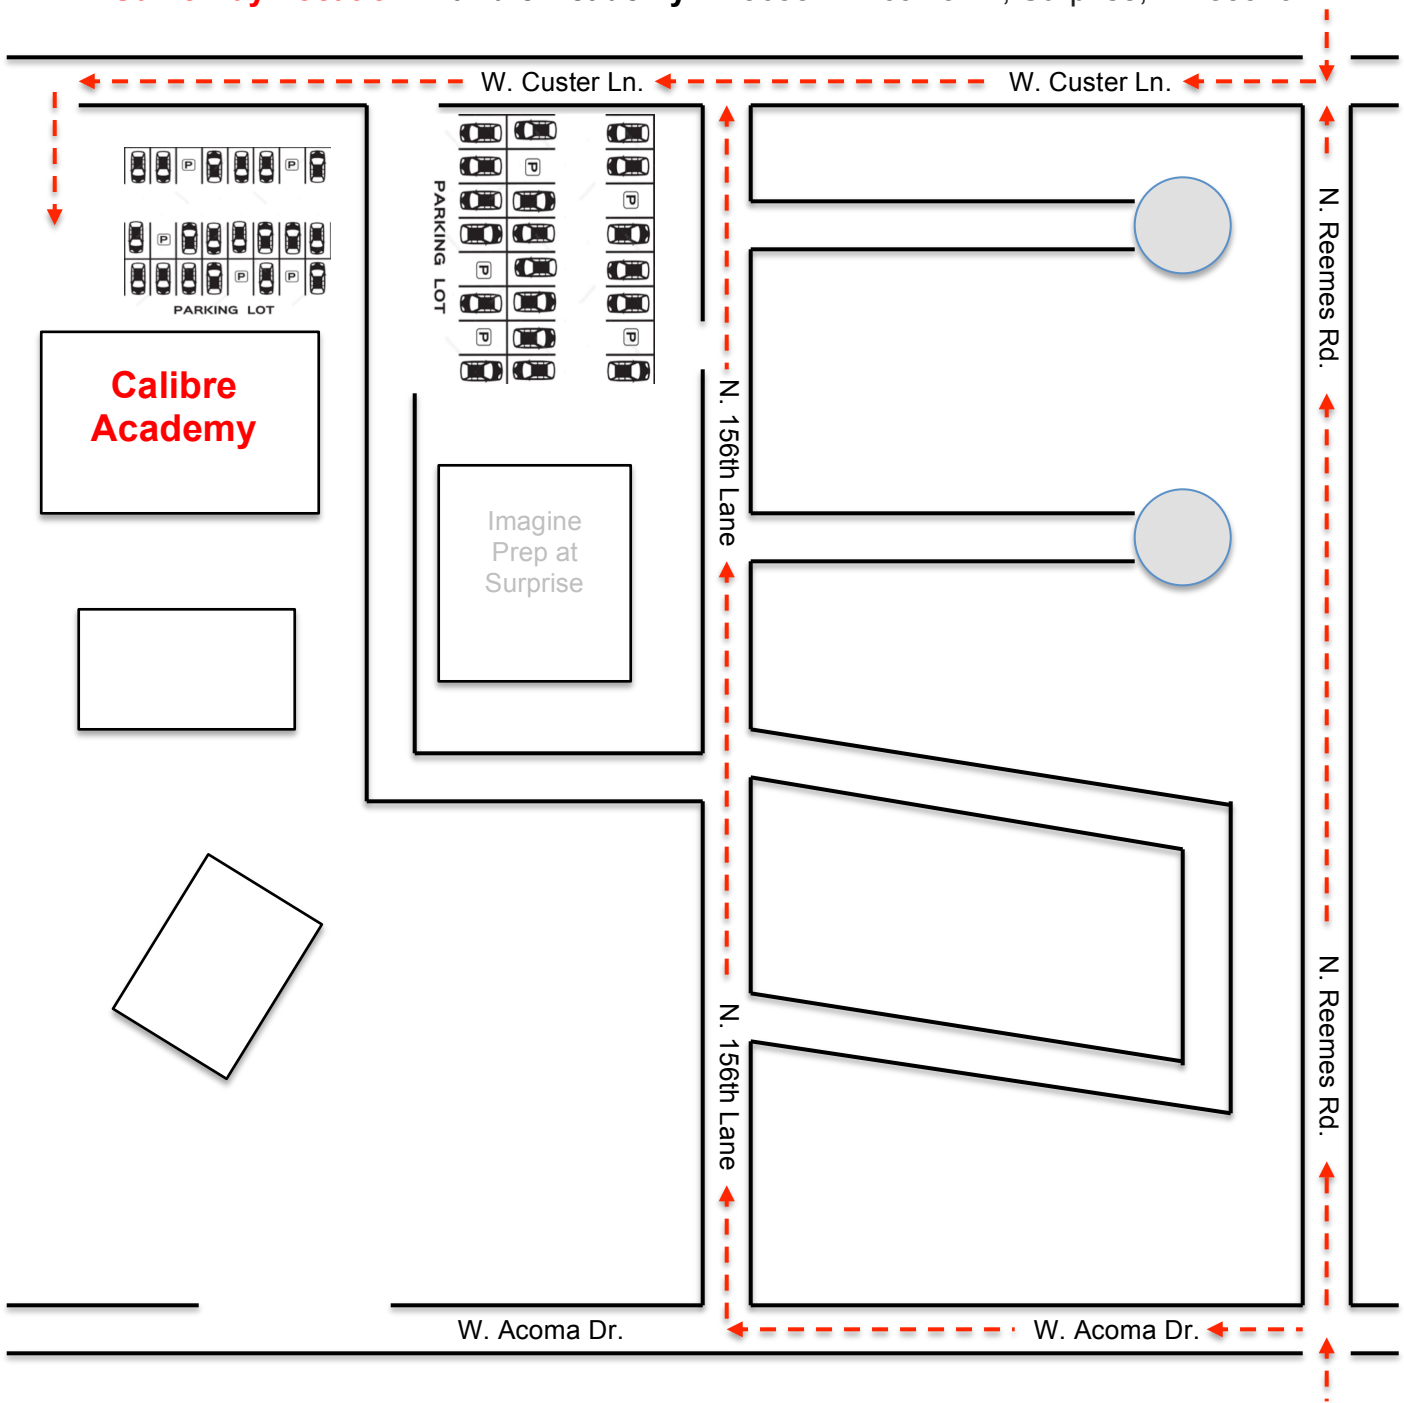 W. Custer Ln.
W. Custer Ln.
P
P
P
P
P
PARKING LOT
P
P
P
P
P
P
PARKING LOT
Calibre
Academy
Imagine
Prep at
Surprise
N. 156th Lane
N. 156th Lane
N. Reemes Rd.
N. Reemes Rd.
W. Acoma Dr.
W. Acoma Dr.